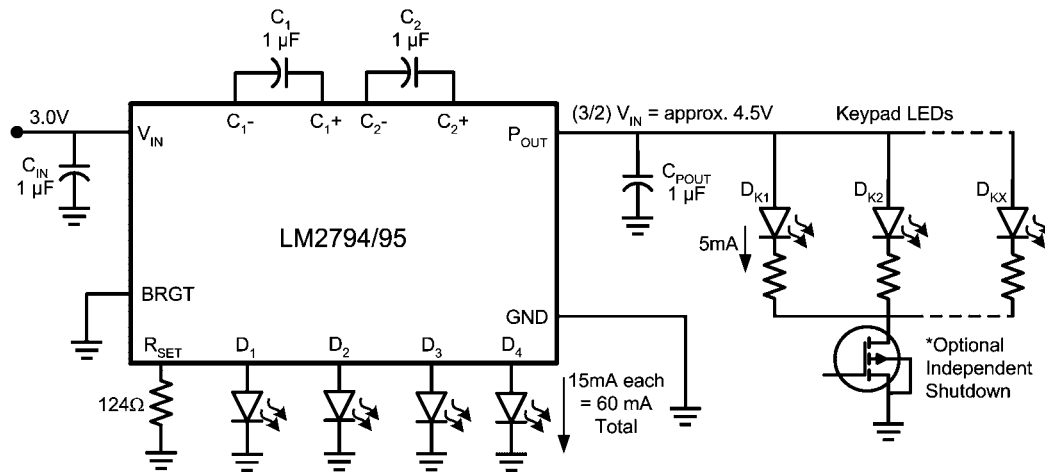 C1
1 µF
C2
1 µF
3.0V
C1-
C1+
C2-
C2+
VIN
POUT
(3/2) VIN = approx. 4.5V
Keypad LEDs
CIN
1 µF
CPOUT
1 µF
DK1
DK2
DKX
LM2794/95
5mA
BRGT
GND
RSET
D1
D2
D3
D4
124Ω
15mA each
= 60 mA
Total
*Optional
Independent
Shutdown